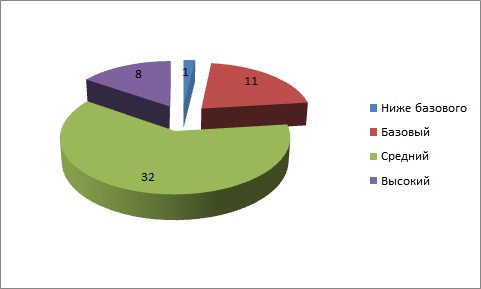 8
1
11
32
Ниже базового
Базовый
Средний
Высокий